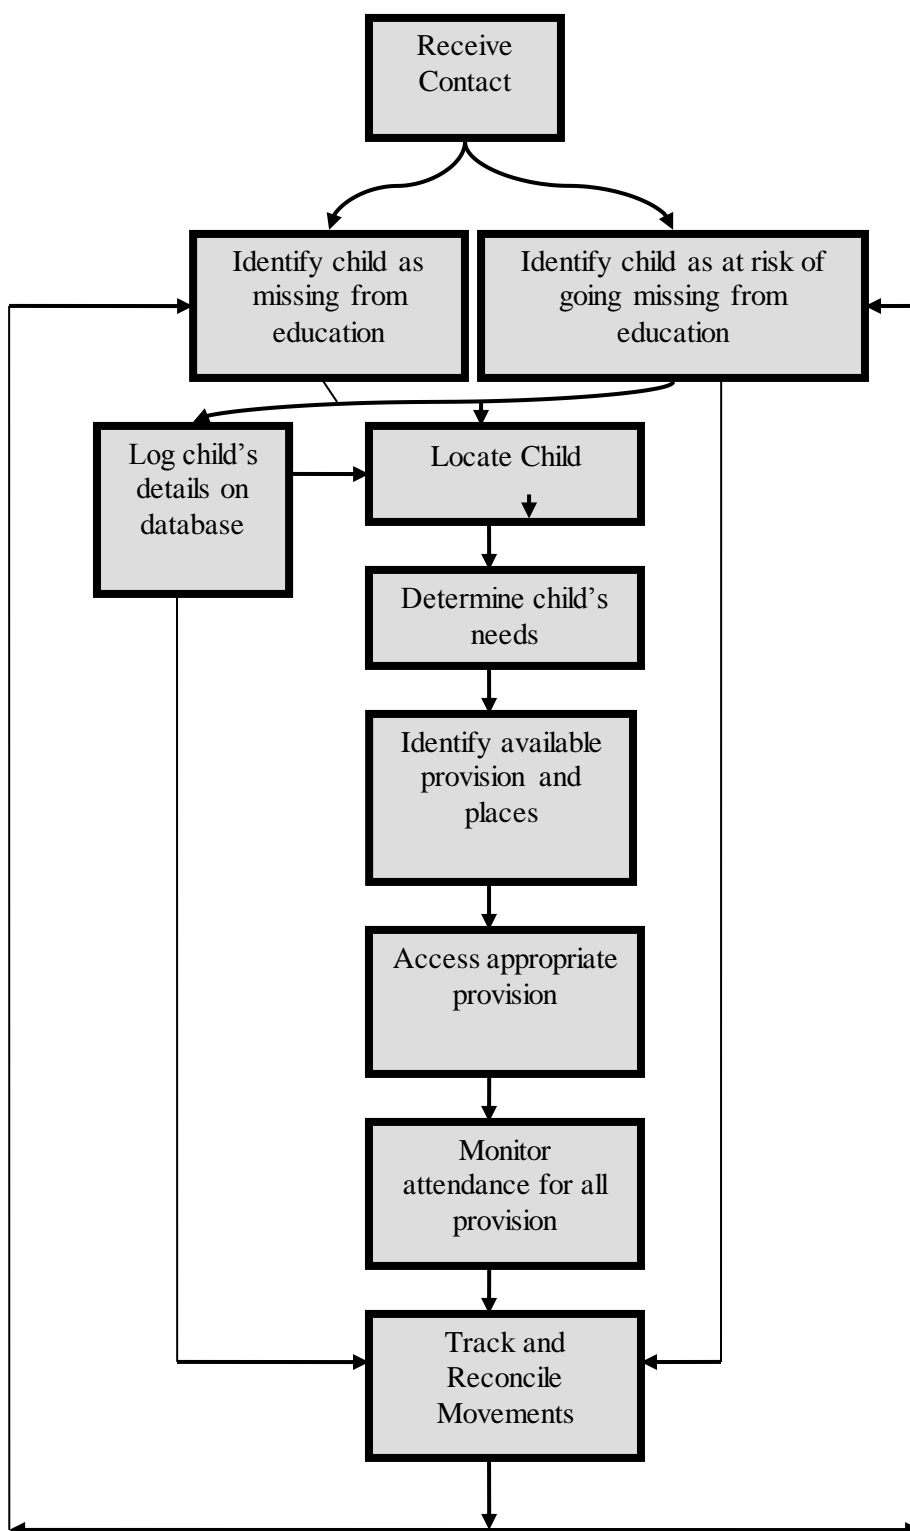 Receive
Contact
Identify child as
missing from
education
Identify child as at risk of
going missing from
education
Log child’s
details on
database
Locate Child
Determine child’s
needs
Identify available
provision and
places
Access appropriate
provision
Monitor
attendance for all
provision
Track and
Reconcile
Movements